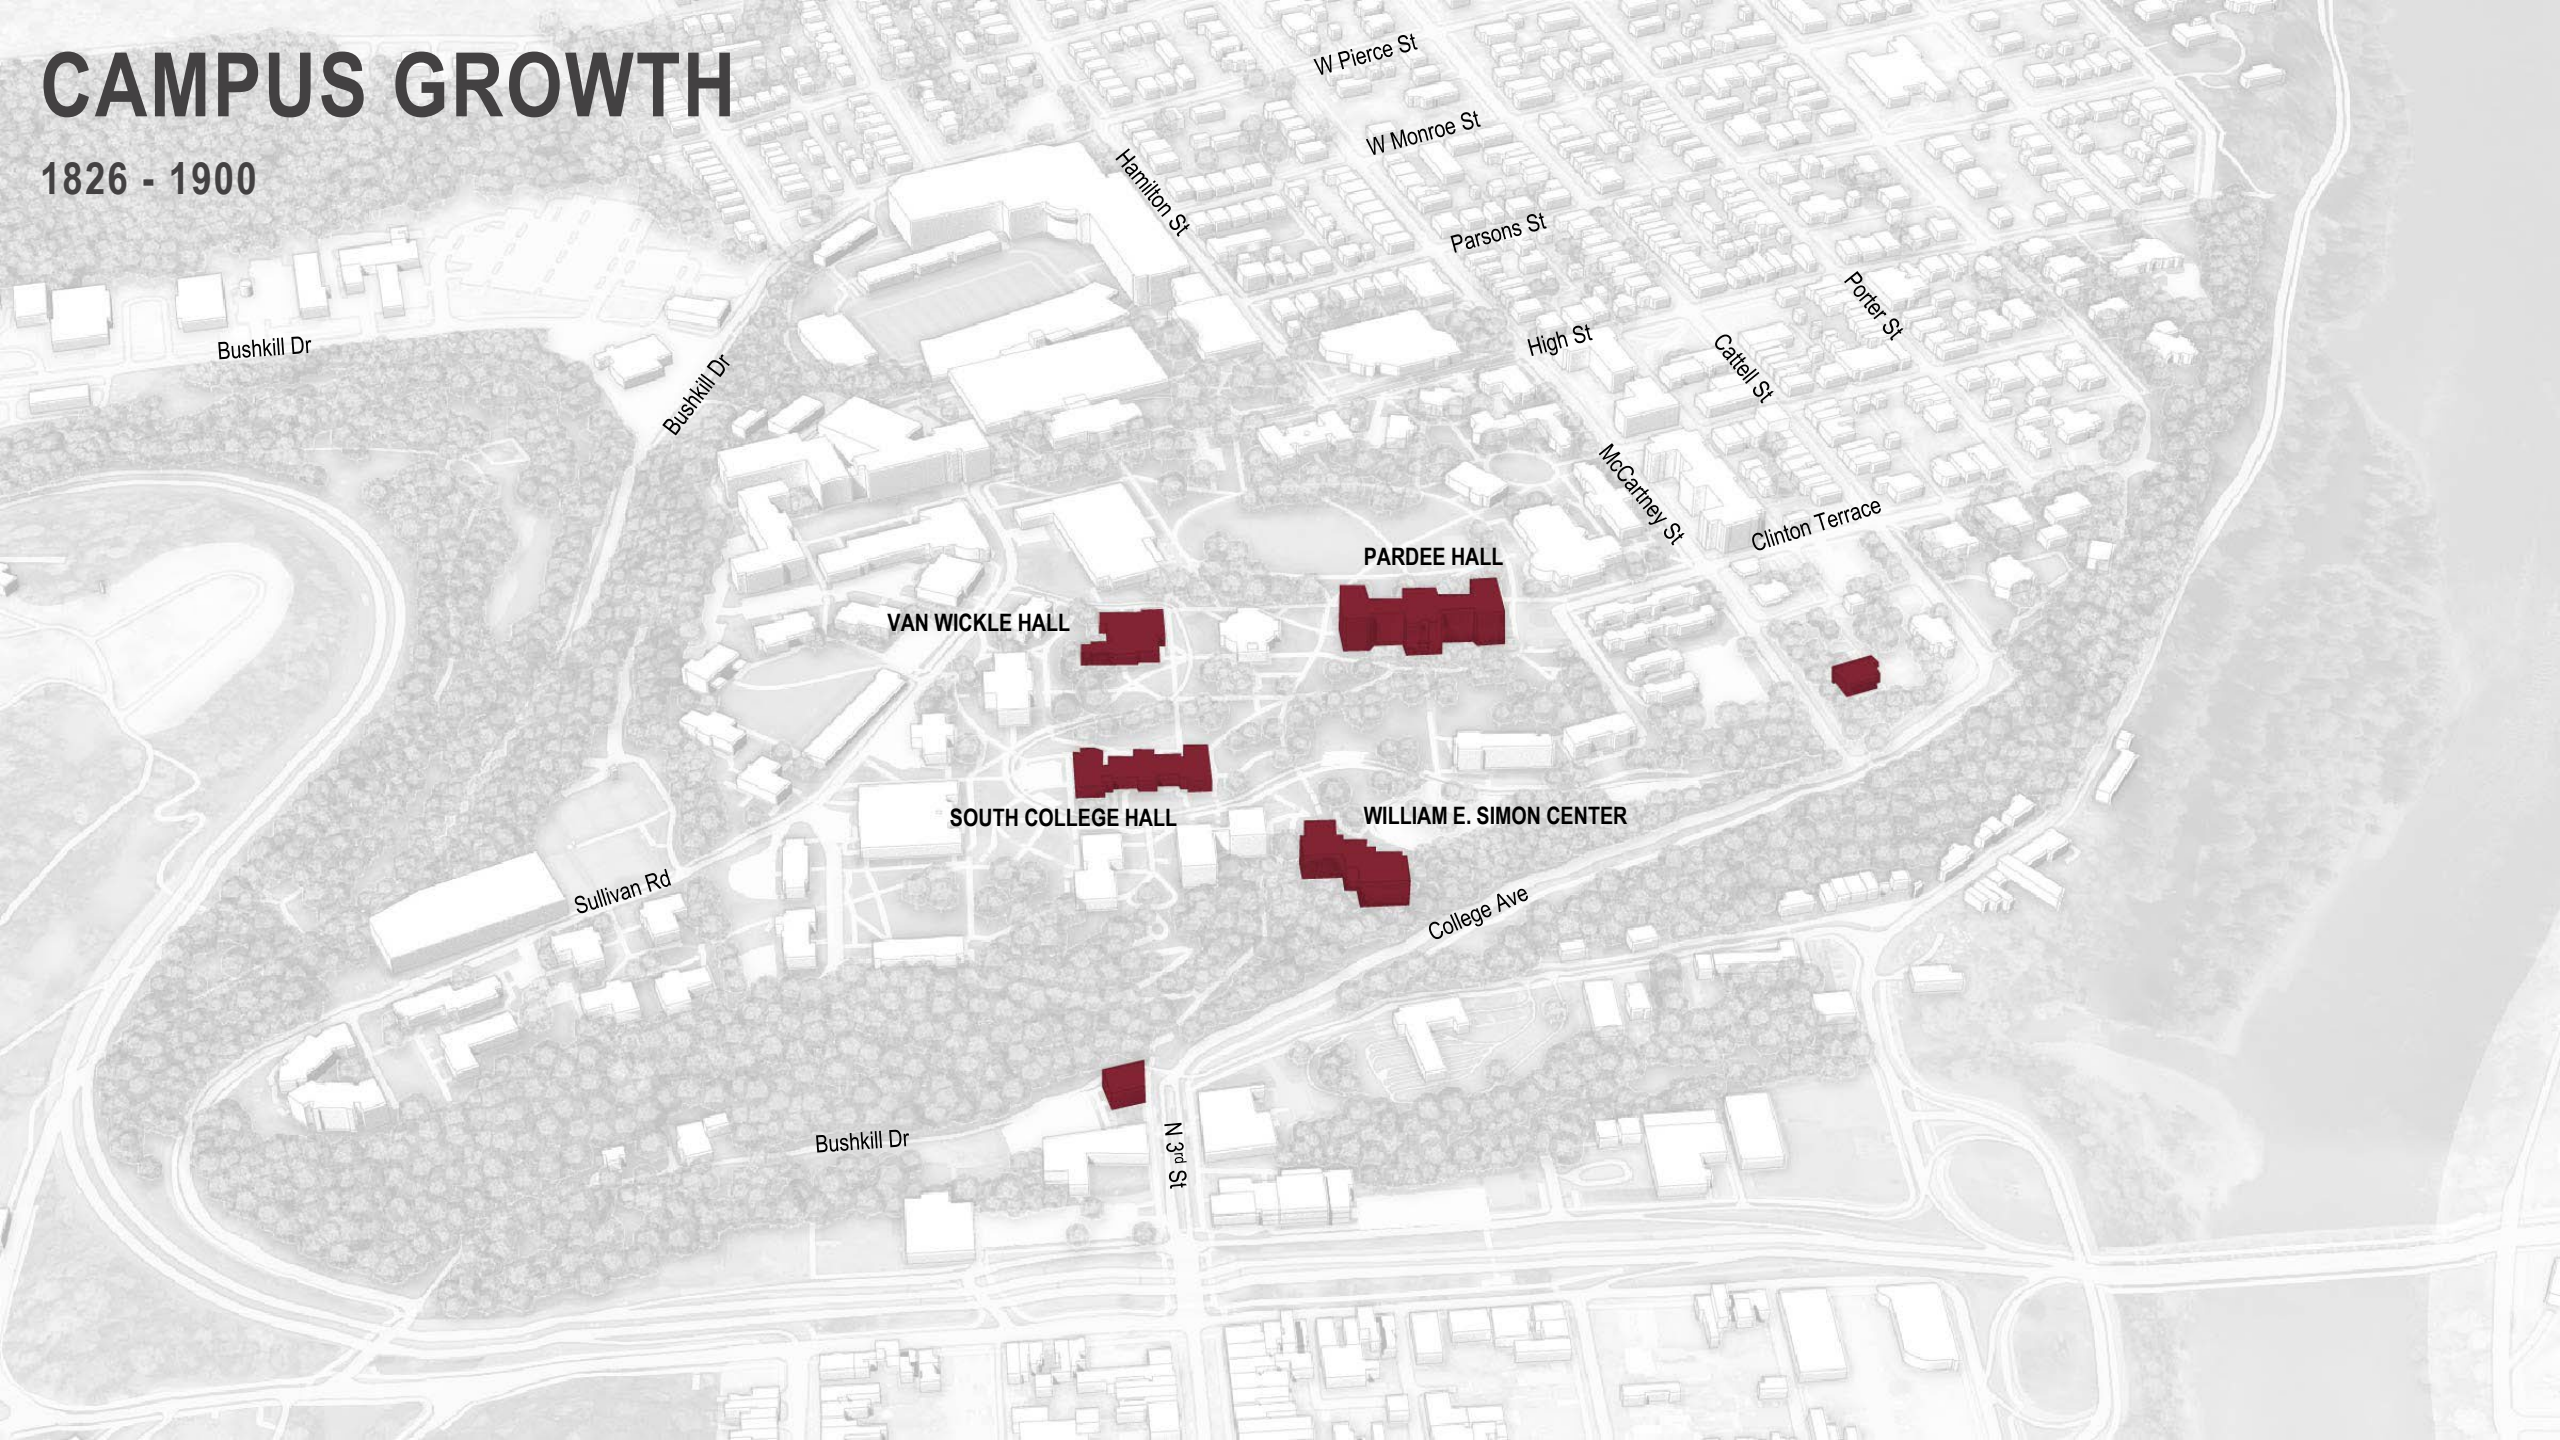 CAMPUS GROWTH
1826 - 1900
W Pierce St
W Monroe St
Hamilton St
Parsons St
Porter St
High St
Bushkill Dr
Cattell St
Bushkill Dr
McCartney St
Clinton Terrace
PARDEE HALL
VAN WICKLE HALL
SOUTH COLLEGE HALL
WILLIAM E. SIMON CENTER
Sullivan Rd
College Ave
Bushkill Dr
N 3rd St